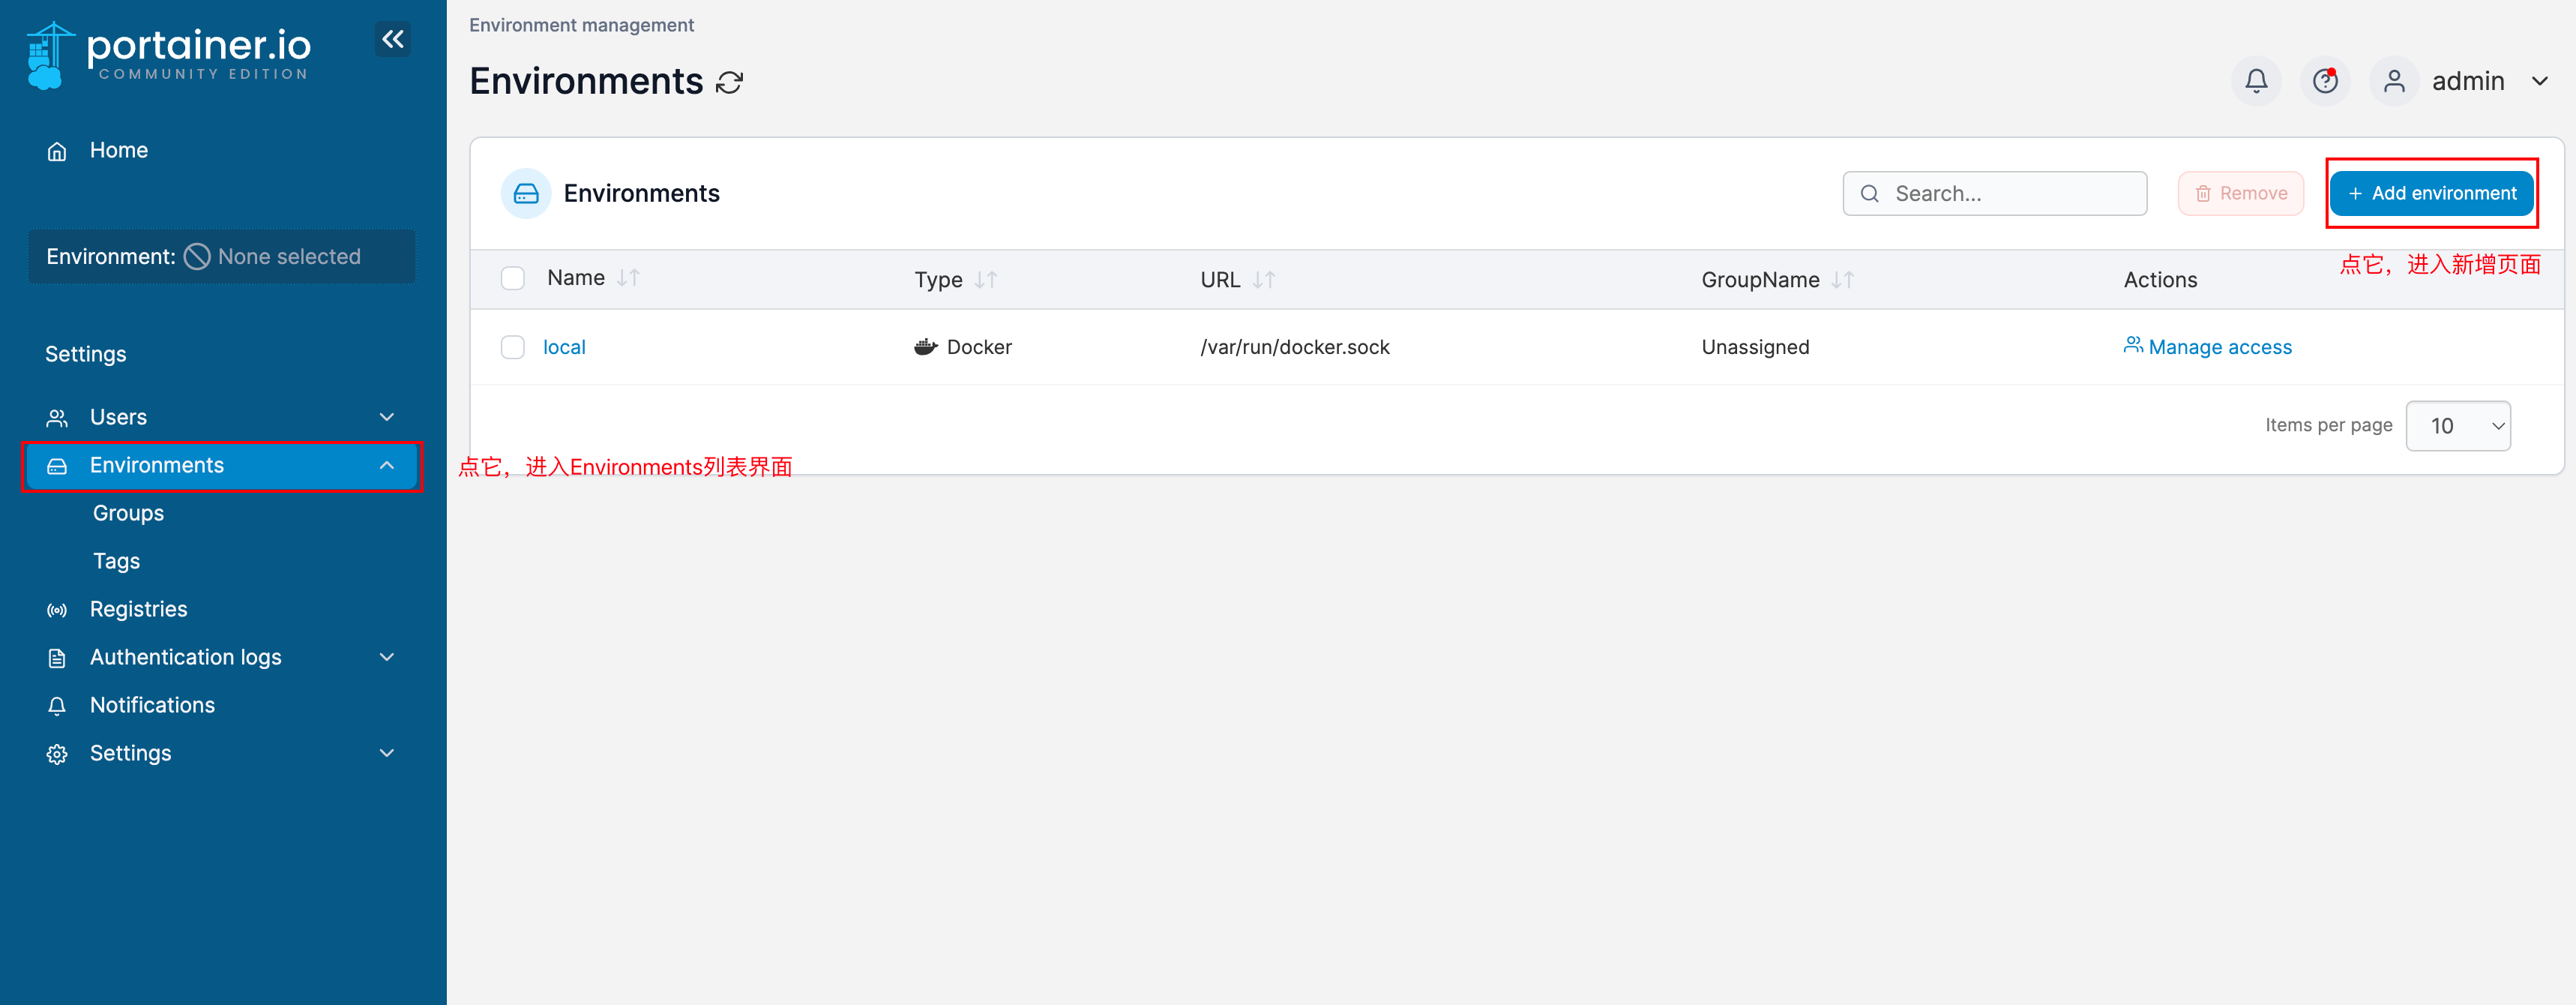 portainer.io
COMMUNITY EDITION
Home
Environment: None selected
Settings
Users
Environments
Groups
Tags
Registries
Authentication logs
Notifications
Settings
Environment management
Environments
admin
Environments
Search...
Remove
+ Add environment
点它，进入新增页面
Name Type URL GroupName Actions
local Docker /var/run/docker.sock Unassigned Manage access
Items per page 10
点它，进入Environments列表界面